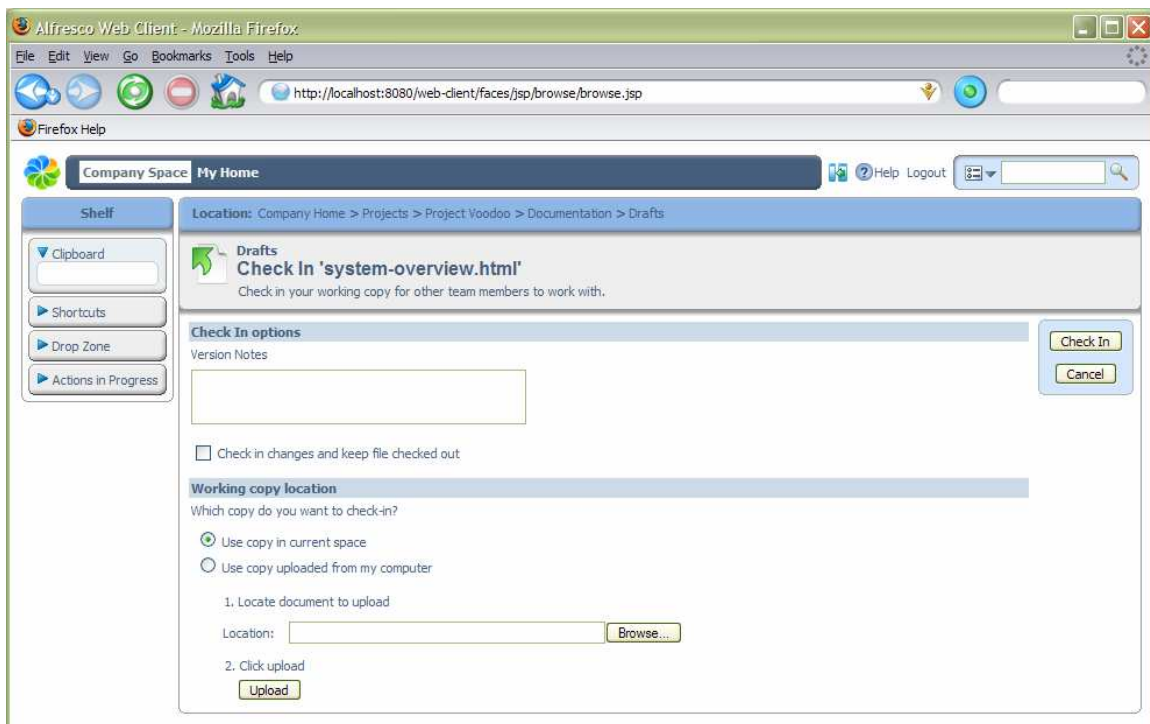 Alfresco Web Client - Mozilla Firefox
File Edit View Go Bookmarks Tools Help
http://localhost:8080/web-client/faces/jsp/browse/browse.jsp
Firefox Help
Company Space My Home
Help Logout
Shelf
Location: Company Home > Projects > Project Voodoo > Documentation > Drafts
Clipboard
Shortcuts
Drop Zone
Actions in Progress
Drafts
Check In 'system-overview.html'
Check in your working copy for other team members to work with.
Check In options
Version Notes
Check in changes and keep file checked out
Working copy location
Which copy do you want to check-in?
Use copy in current space
Use copy uploaded from my computer
1. Locate document to upload
Location: Browse...
2. Click upload
Upload
Check In
Cancel